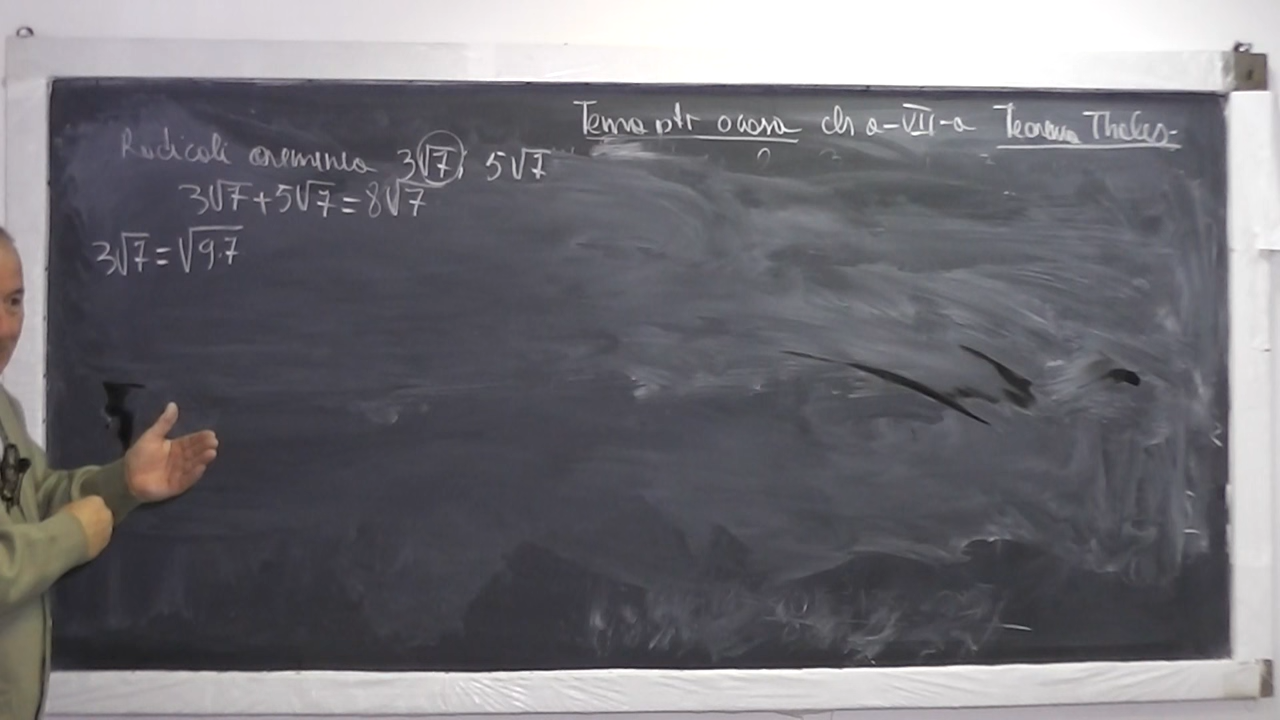 Tema ptr acasa cls a-VII-a Teorema Thales-
Radicali asemenea 3√7; 5√7
3√7+5√7=8√7
3√7=√9.7